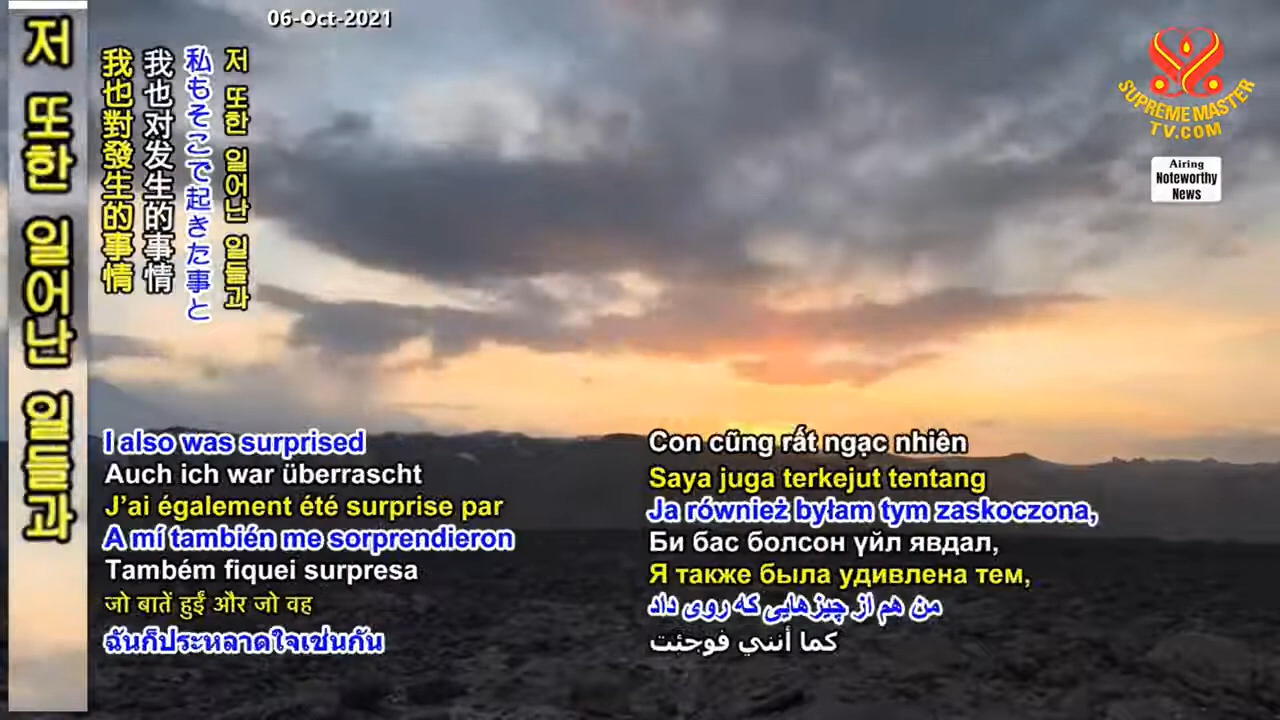 06-Oct-2021
SUPREME MASTER
TV.COM
Airing
Noteworthy
News
저 또한 일어난 일들과
我也對發生的事情
我也对发生的事情
私もそこで起きた事と
저 또한 일어난 일들과
I also was surprised
Auch ich war überrascht
J'ai également été surprise par
A mí también me sorprendieron
Também fiquei surpresa
जो बातें हुईं और जो वह
ฉันก็ประหลาดใจเช่นกัน
Con cũng rất ngạc nhiên
Saya juga terkejut tentang
Ja również byłam tym zaskoczona,
Би бас болсон үйл явдал,
Я также была удивлена тем,
من هم از چیزهایی که روی داد
كما أنني فوجئت